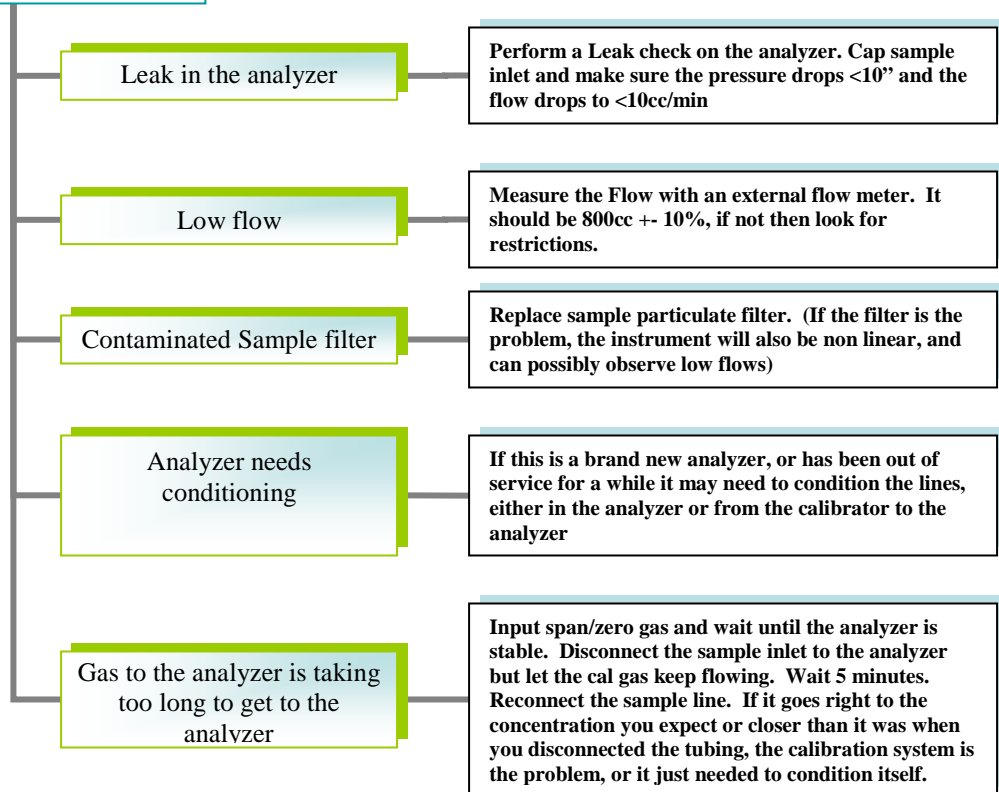 Leak in the analyzer
Perform a Leak check on the analyzer. Cap sample
inlet and make sure the pressure drops <10” and the
flow drops to <10cc/min
Low flow
Measure the Flow with an external flow meter. It
should be 800cc +- 10%, if not then look for
restrictions.
Contaminated Sample filter
Replace sample particulate filter. (If the filter is the
problem, the instrument will also be non linear, and
can possibly observe low flows)
Analyzer needs
conditioning
If this is a brand new analyzer, or has been out of
service for a while it may need to condition the lines,
either in the analyzer or from the calibrator to the
analyzer
Gas to the analyzer is taking
too long to get to the
analyzer
Input span/zero gas and wait until the analyzer is
stable. Disconnect the sample inlet to the analyzer
but let the cal gas keep flowing. Wait 5 minutes.
Reconnect the sample line. If it goes right to the
concentration you expect or closer than it was when
you disconnected the tubing, the calibration system is
the problem, or it just needed to condition itself.